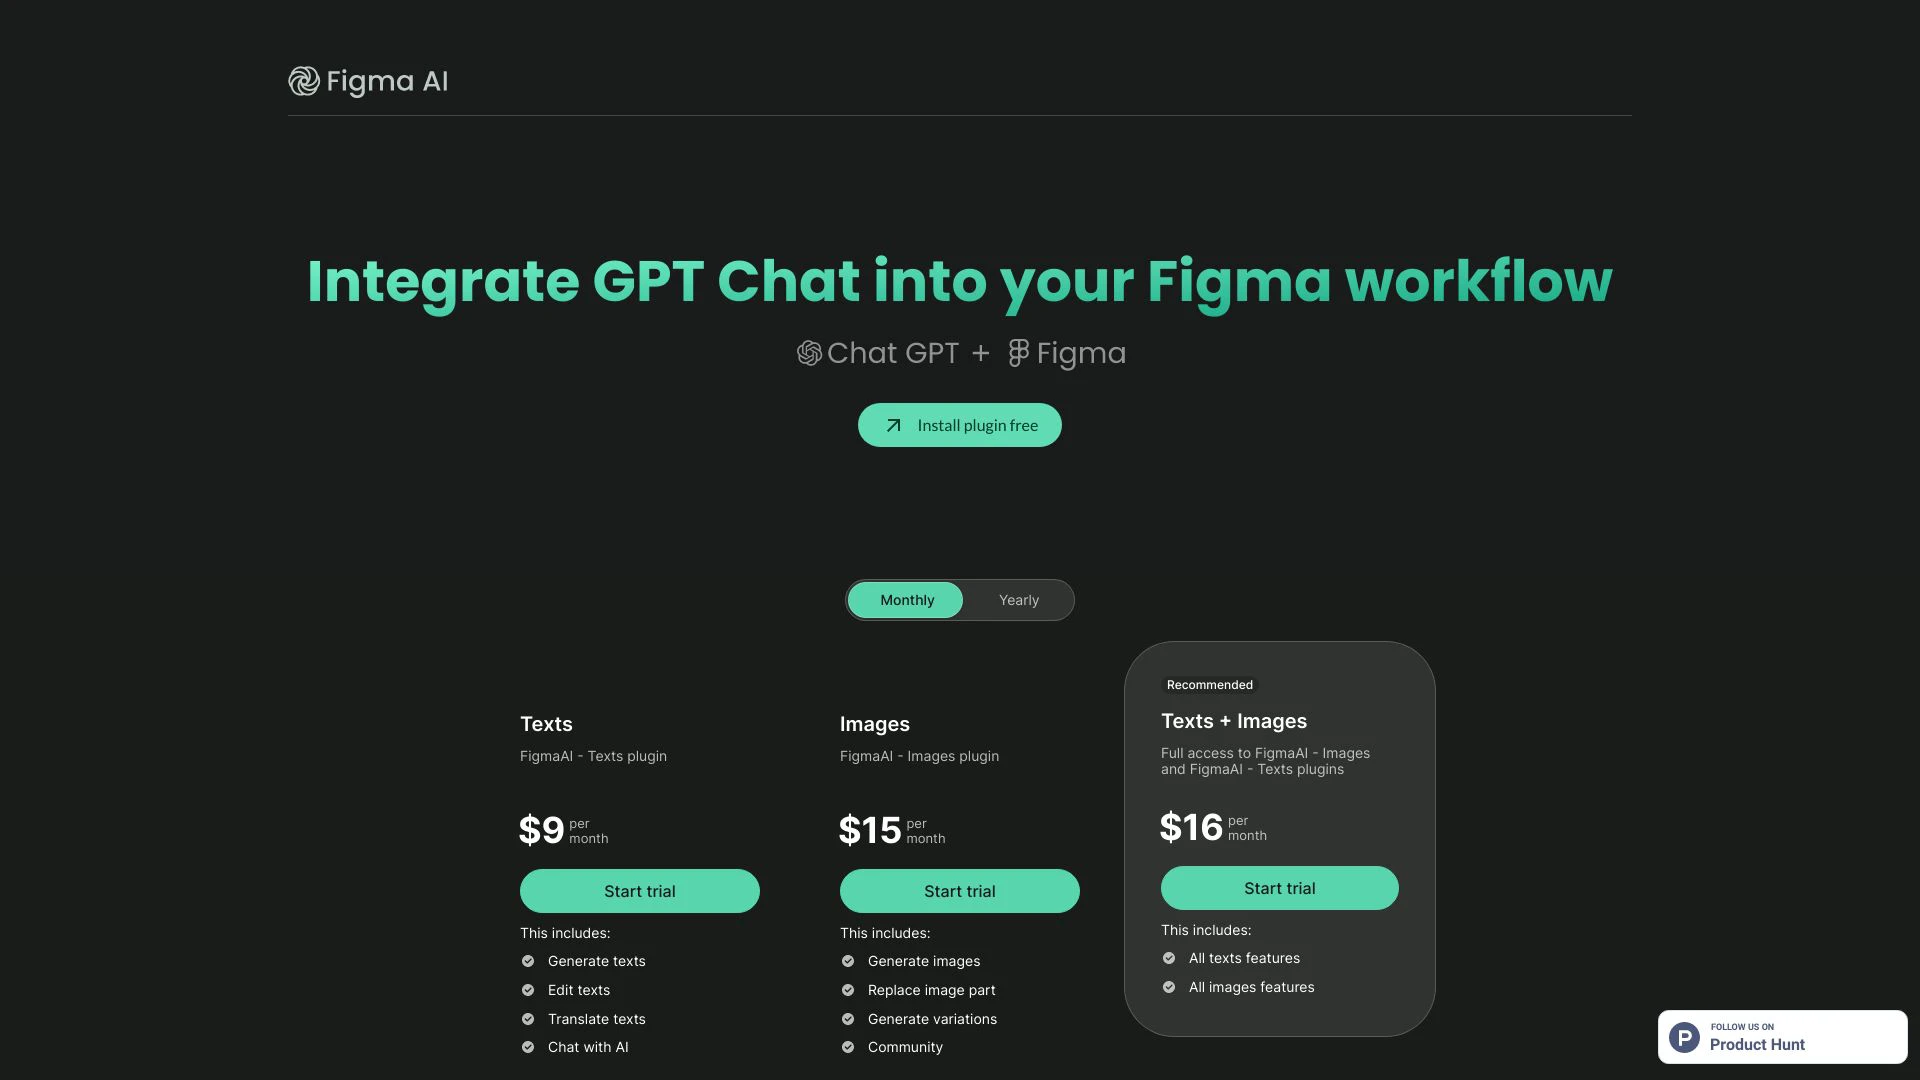 Figma AI
Integrate GPT Chat into your Figma workflow
Chat GPT + Figma
Install plugin free
Monthly
Yearly
Texts
FigmaAI - Texts plugin
$9 per
month
Start trial
This includes:
Generate texts
Edit texts
Translate texts
Chat with AI
Images
FigmaAI - Images plugin
$15 per
month
Start trial
This includes:
Generate images
Replace image part
Generate variations
Community
Recommended
Texts + Images
Full access to FigmaAI - Images
and FigmaAI - Texts plugins
$16 per
month
Start trial
This includes:
All texts features
All images features
P
FOLLOW US ON
Product Hunt